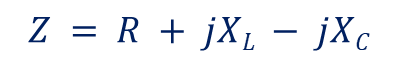 Z = R + jX_L − jX_C